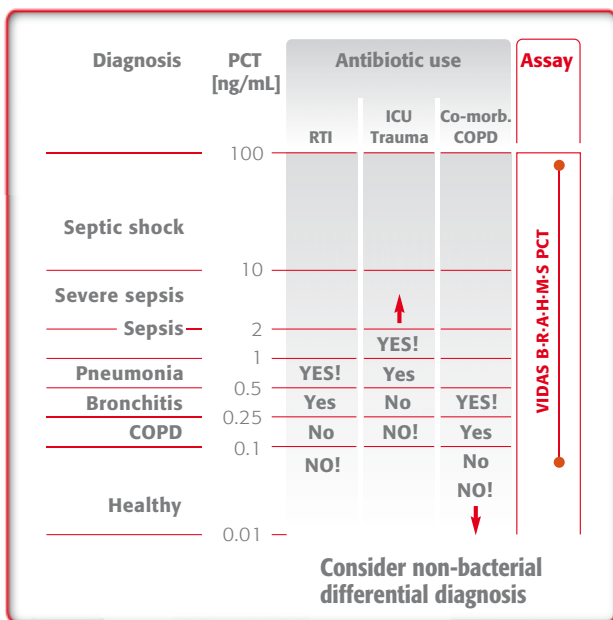 Diagnosis PCT Antibiotic use Assay
[ng/mL]
ICU Co-morb.
RTI Trauma COPD
100
Septic shock
10
Severe sepsis
Sepsis 2
YES!
1
Pneumonia YES! Yes
0.5
Bronchitis Yes No YES!
0.25
COPD No NO! Yes
0.1
NO! No
NO!
Healthy
0.01
VIDAS B·R·A·H·M·S PCT
Consider non-bacterial
differential diagnosis